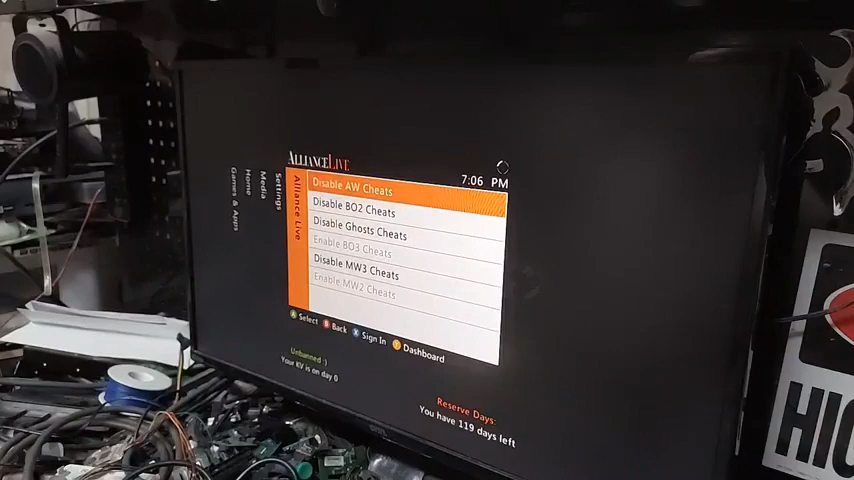 ALLIANCELIVE
7:06 PM
Games & Apps
Home
Media
Settings
Alliance Live
Disable AW Cheats
Disable BO2 Cheats
Disable Ghosts Cheats
Enable BO3 Cheats
Disable MW3 Cheats
Enable MW2 Cheats
A Select B Back X Sign In Y Dashboard
Unbanned :)
Your KV is on day 0
Reserve Days:
You have 119 days left
HIC